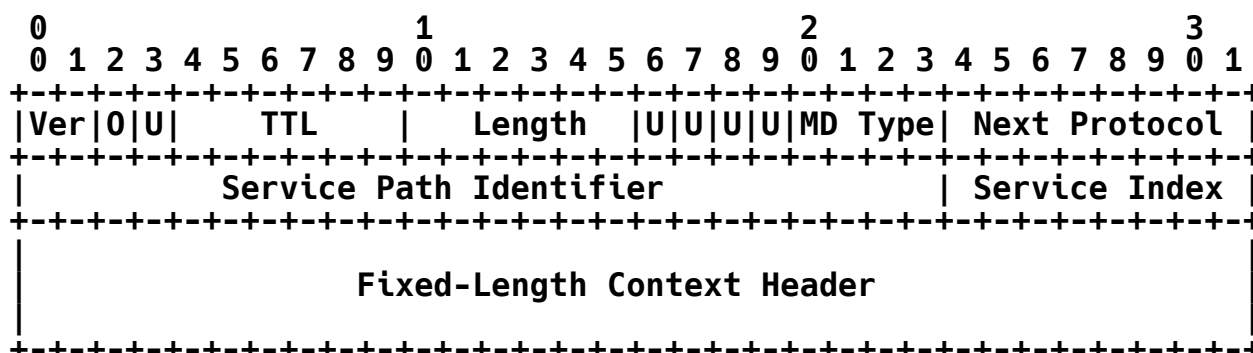 0                   1                   2                   3
 0 1 2 3 4 5 6 7 8 9 0 1 2 3 4 5 6 7 8 9 0 1 2 3 4 5 6 7 8 9 0 1
+-+-+-+-+-+-+-+-+-+-+-+-+-+-+-+-+-+-+-+-+-+-+-+-+-+-+-+-+-+-+-+-+
|Ver|O|U|    TTL    |   Length  |U|U|U|U|MD Type| Next Protocol |
+-+-+-+-+-+-+-+-+-+-+-+-+-+-+-+-+-+-+-+-+-+-+-+-+-+-+-+-+-+-+-+-+
|          Service Path Identifier              | Service Index |
+-+-+-+-+-+-+-+-+-+-+-+-+-+-+-+-+-+-+-+-+-+-+-+-+-+-+-+-+-+-+-+-+
|                                                               |
|                 Fixed-Length Context Header                   |
|                                                               |
+-+-+-+-+-+-+-+-+-+-+-+-+-+-+-+-+-+-+-+-+-+-+-+-+-+-+-+-+-+-+-+-+